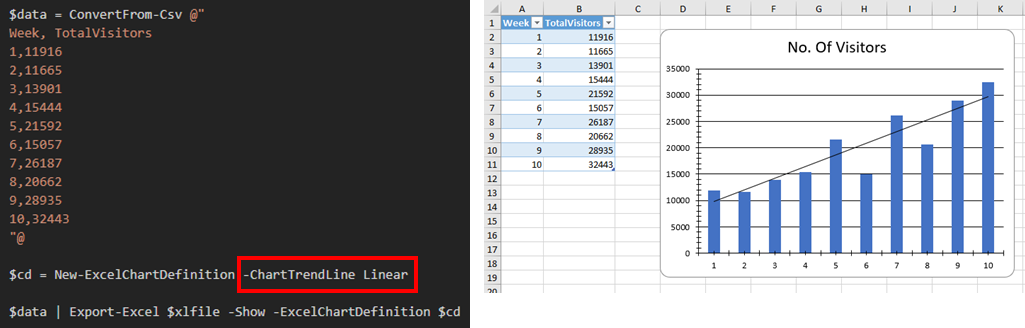 $data = ConvertFrom-Csv @"
Week, TotalVisitors
1,11916
2,11665
3,13901
4,15444
5,21592
6,15057
7,26187
8,20662
9,28935
10,32443
"@
$cd = New-ExcelChartDefinition -ChartTrendLine Linear
$data | Export-Excel $xlfile -Show -ExcelChartDefinition $cd
A B C D E F G H I J K
1 Week TotalVisitors
2 1 11916
3 2 11665
4 3 13901
5 4 15444
6 5 21592
7 6 15057
8 7 26187
9 8 20662
10 9 28935
11 10 32443
12
13
14
15
16
17
18
19
20
No. Of Visitors
35000
30000
25000
20000
15000
10000
5000
0
1 2 3 4 5 6 7 8 9 10